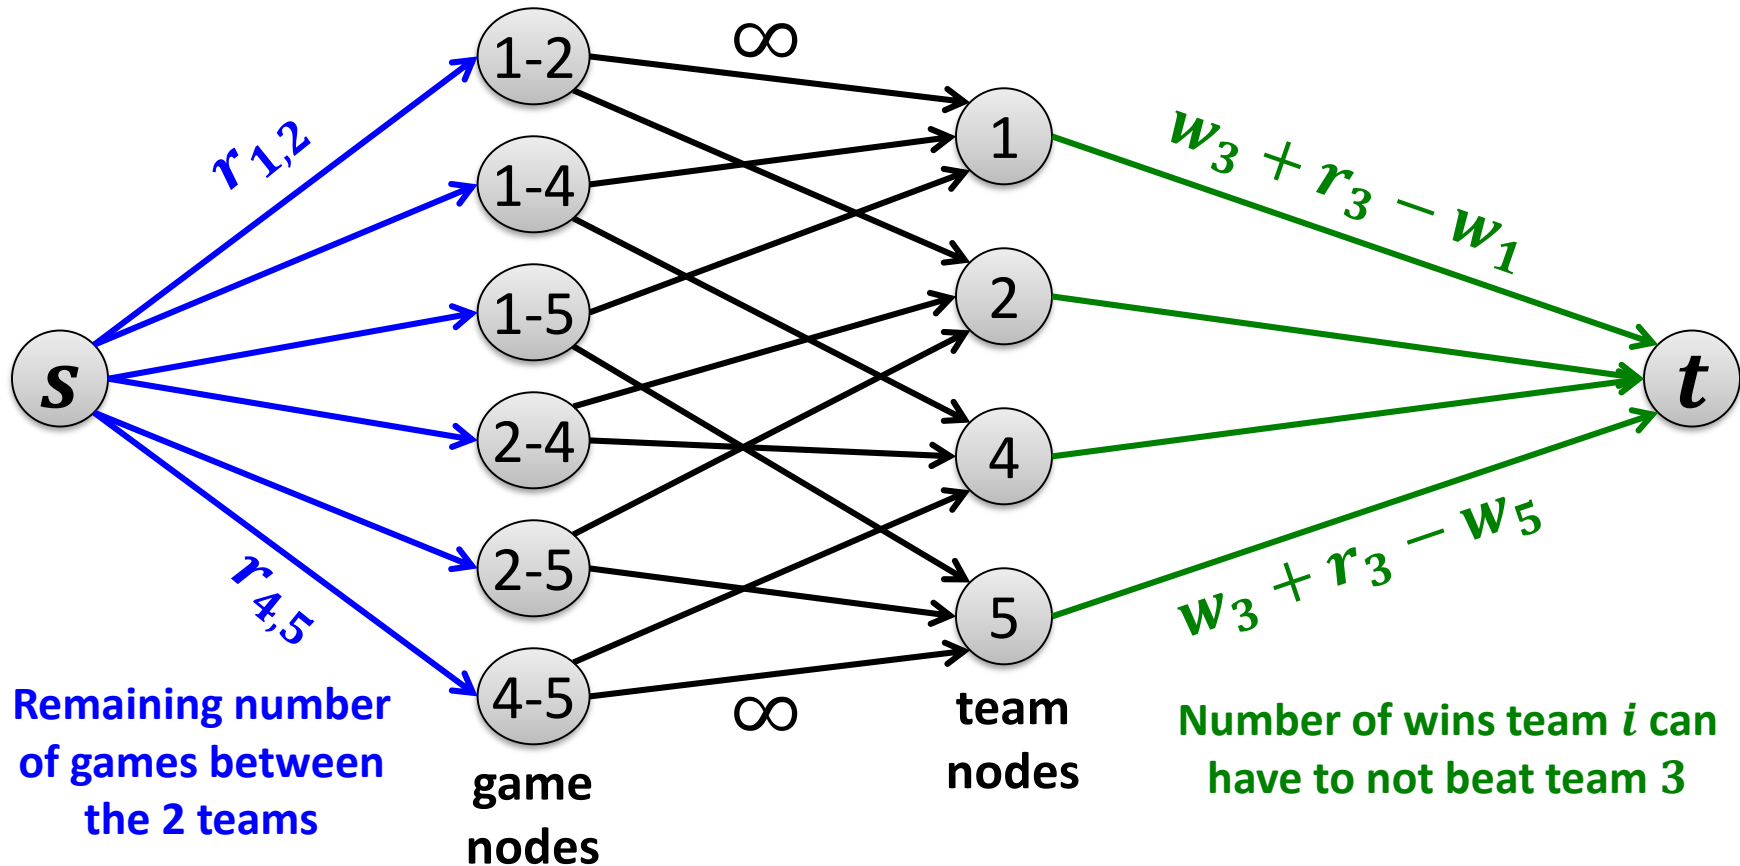 ∞
1-2
r₁,₂
1
w₃ + r₃ − w₁
1-4
1-5
2
s
t
2-4
4
2-5
w₃ + r₃ − w₅
r₄,₅
5
4-5
∞
Remaining number
of games between
the 2 teams
game
nodes
team
nodes
Number of wins team i can
have to not beat team 3